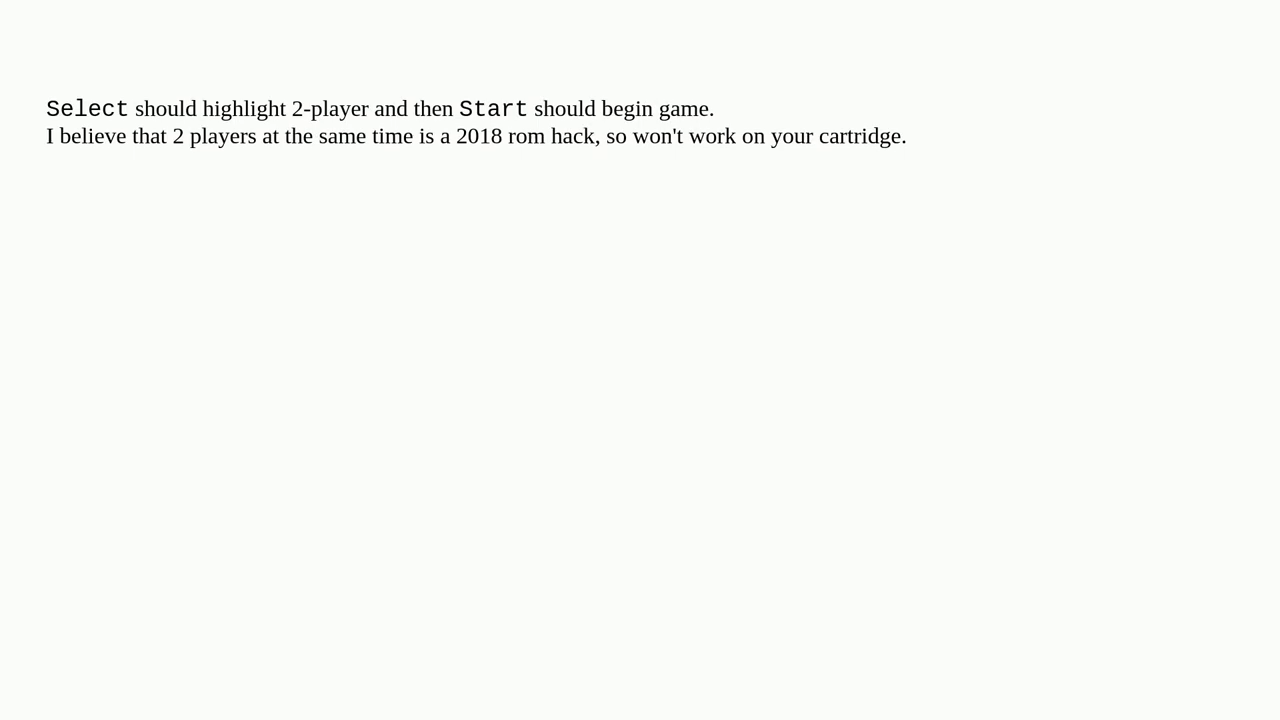 Select should highlight 2-player and then Start should begin game.
I believe that 2 players at the same time is a 2018 rom hack, so won't work on your cartridge.